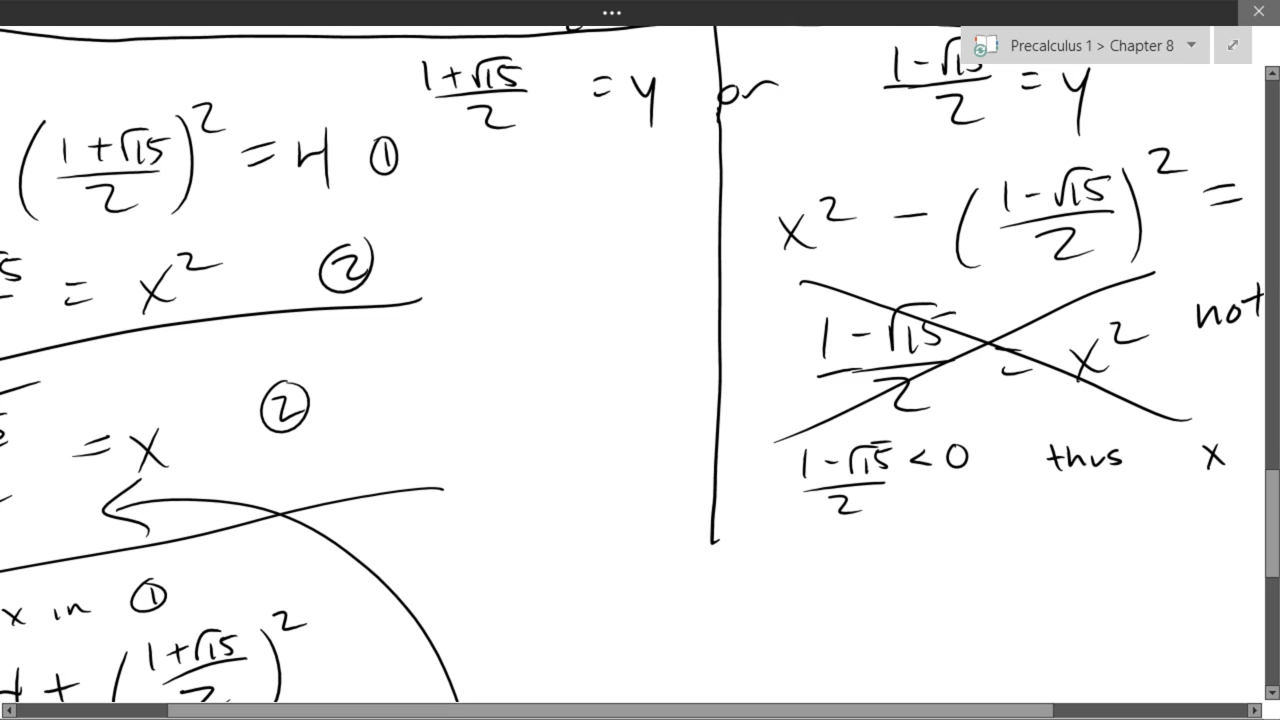 Precalculus 1 > Chapter 8
(1+√15)/2 = y or (1-√15)/2 = y
((1+√15)/2)² = 4 ①
x² - ((1-√15)/2)² =
= x² ②
(1-√15)/2 = x² not
= x ②
(1-√15)/2 < 0 thus x
x in ①
+ ((1+√15)/2)²